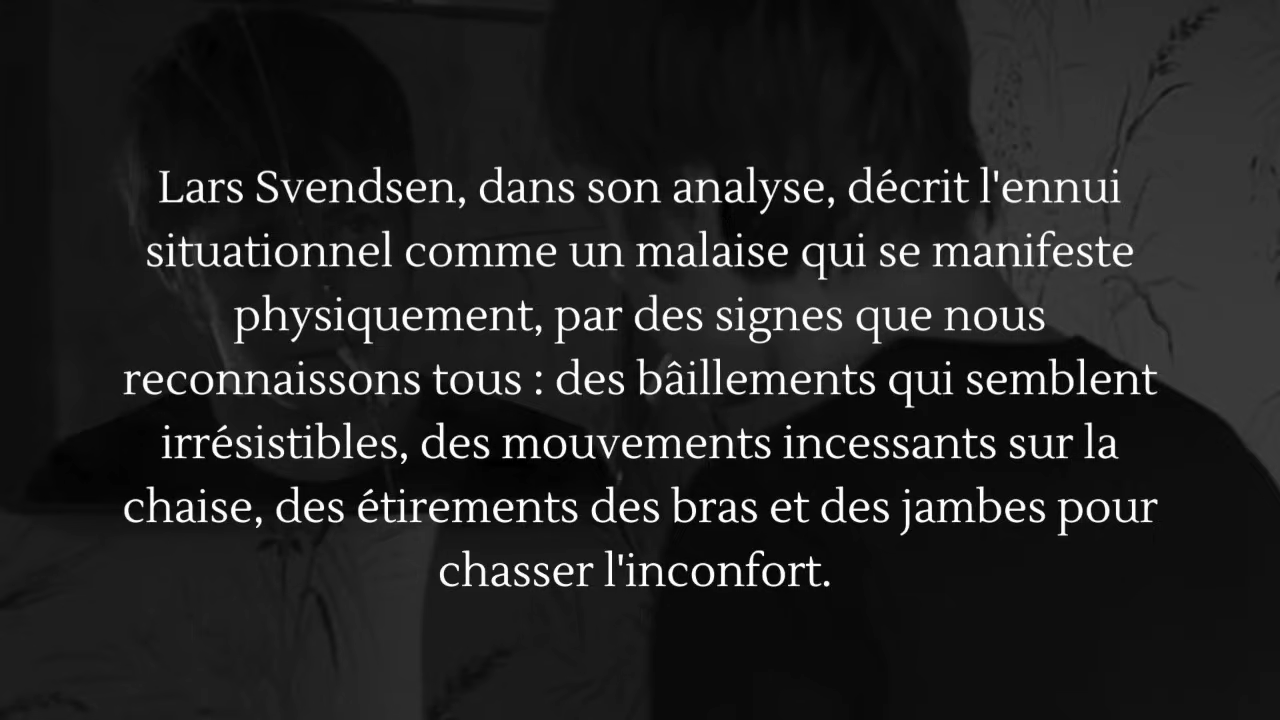 Lars Svendsen, dans son analyse, décrit l'ennui
situationnel comme un malaise qui se manifeste
physiquement, par des signes que nous
reconnaissons tous : des bâillements qui semblent
irrésistibles, des mouvements incessants sur la
chaise, des étirements des bras et des jambes pour
chasser l'inconfort.